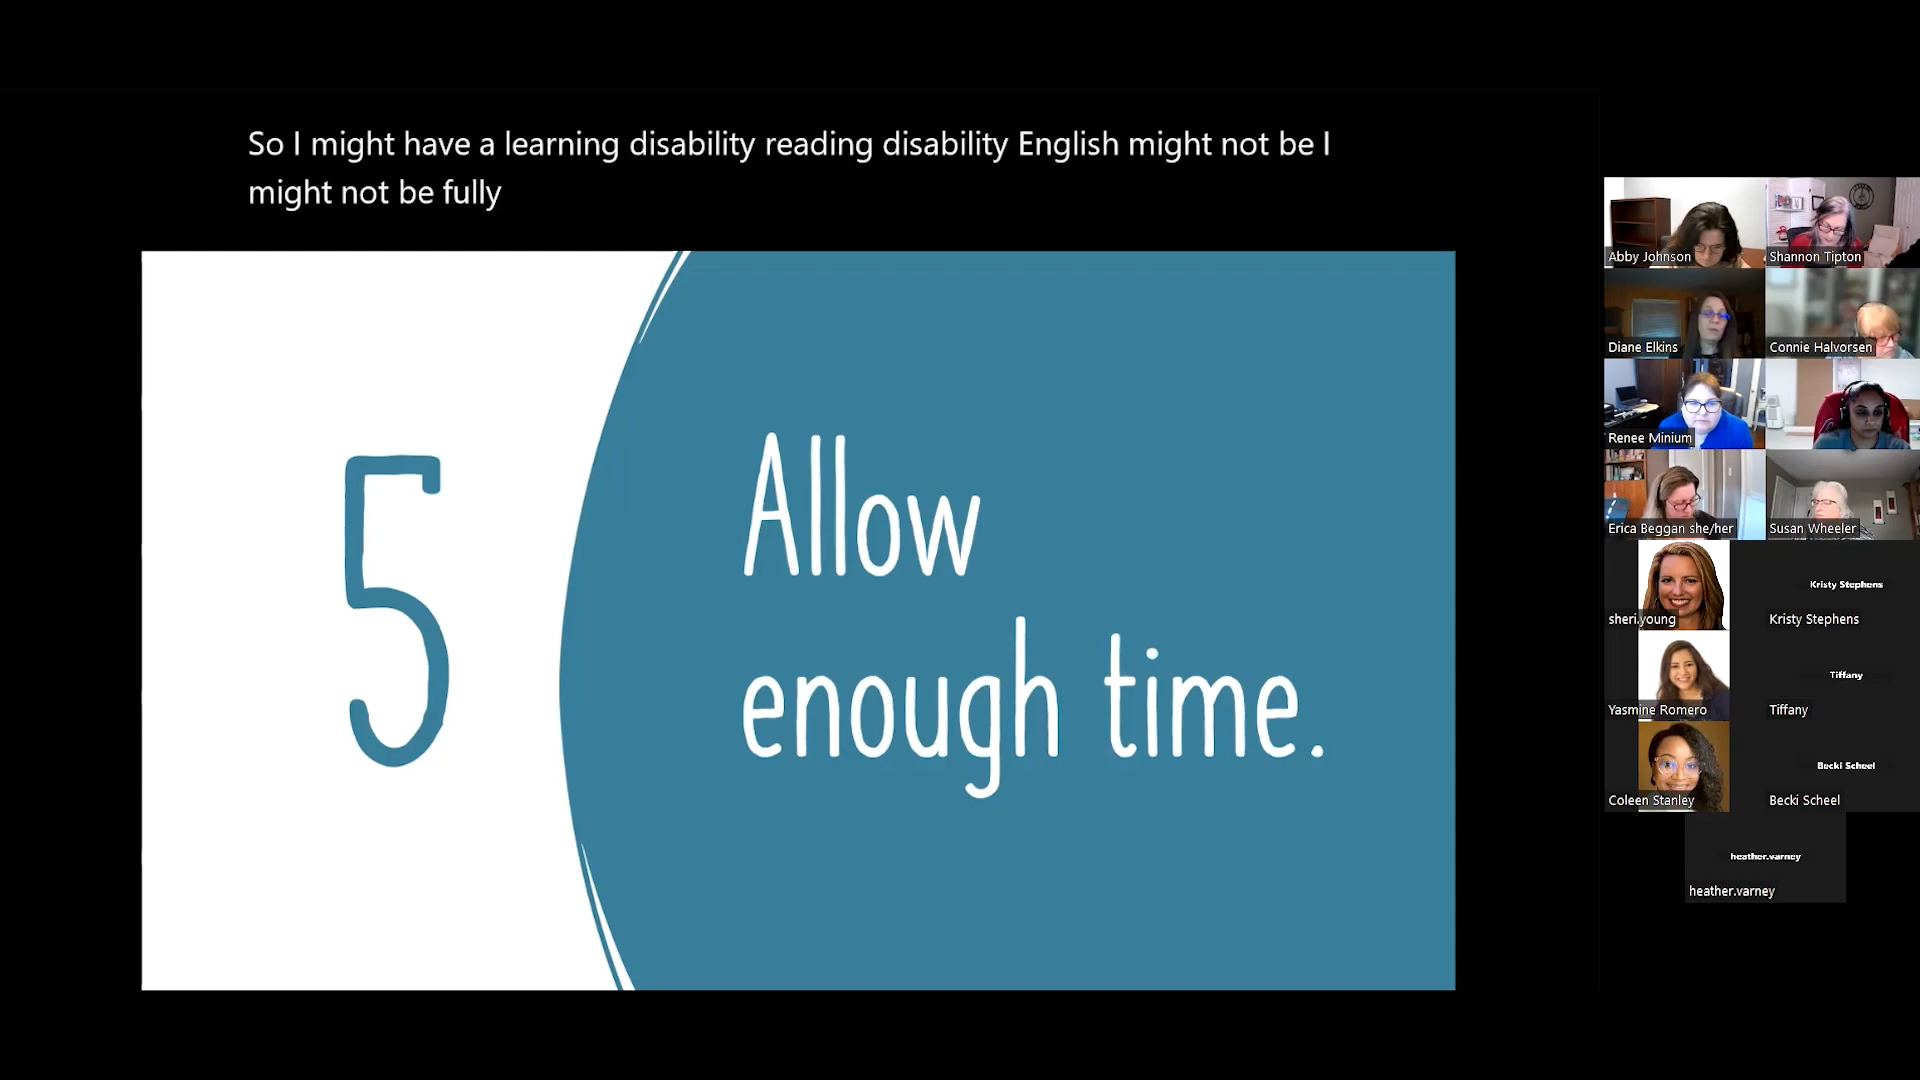 So I might have a learning disability reading disability English might not be I
might not be fully
5
Allow
enough time.
Abby Johnson
Shannon Tipton
Diane Elkins
Connie Halvorsen
Renee Minium
Erica Beggan she/her
Susan Wheeler
sheri.young
Kristy Stephens
Kristy Stephens
Yasmine Romero
Tiffany
Tiffany
Coleen Stanley
Becki Scheel
Becki Scheel
heather.varney
heather.varney